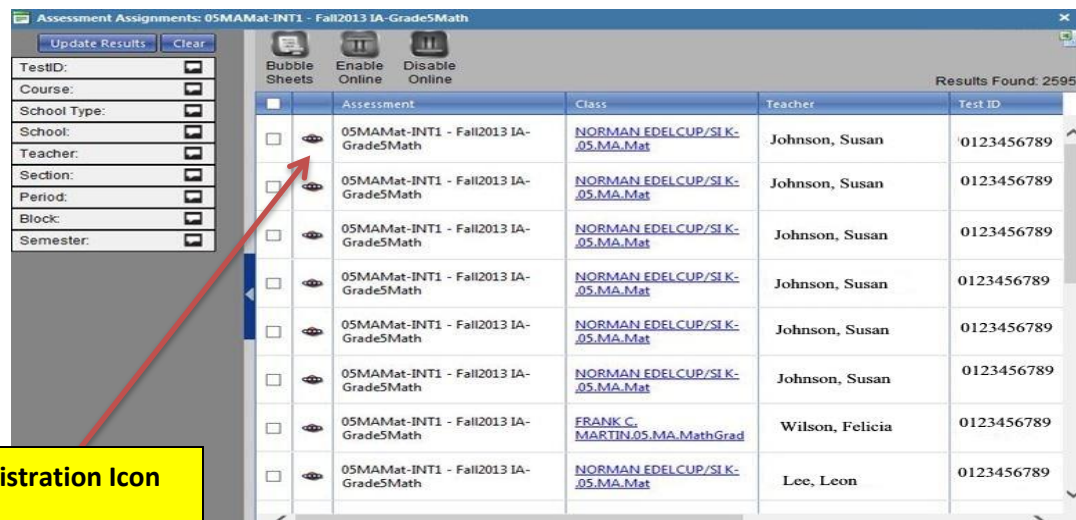 Assessment Assignments: 05MAMat-INT1 - Fall2013 IA-Grade5Math
Update Results Clear
TestID:
Course:
School Type:
School:
Teacher:
Section:
Period:
Block:
Semester:
Bubble Sheets
Enable Online
Disable Online
Results Found: 2595
Assessment Class Teacher Test ID
05MAMat-INT1 - Fall2013 IA- NORMAN EDELCUP/SI K- Johnson, Susan 0123456789
Grade5Math .05.MA.Mat
05MAMat-INT1 - Fall2013 IA- NORMAN EDELCUP/SI K- Johnson, Susan 0123456789
Grade5Math .05.MA.Mat
05MAMat-INT1 - Fall2013 IA- NORMAN EDELCUP/SI K- Johnson, Susan 0123456789
Grade5Math .05.MA.Mat
05MAMat-INT1 - Fall2013 IA- NORMAN EDELCUP/SI K- Johnson, Susan 0123456789
Grade5Math .05.MA.Mat
05MAMat-INT1 - Fall2013 IA- NORMAN EDELCUP/SI K- Johnson, Susan 0123456789
Grade5Math .05.MA.Mat
05MAMat-INT1 - Fall2013 IA- NORMAN EDELCUP/SI K- Johnson, Susan 0123456789
Grade5Math .05.MA.Mat
05MAMat-INT1 - Fall2013 IA- FRANK C. Wilson, Felicia 0123456789
Grade5Math MARTIN.05.MA.MathGrad
05MAMat-INT1 - Fall2013 IA- NORMAN EDELCUP/SI K- Lee, Leon 0123456789
Grade5Math .05.MA.Mat
istration Icon